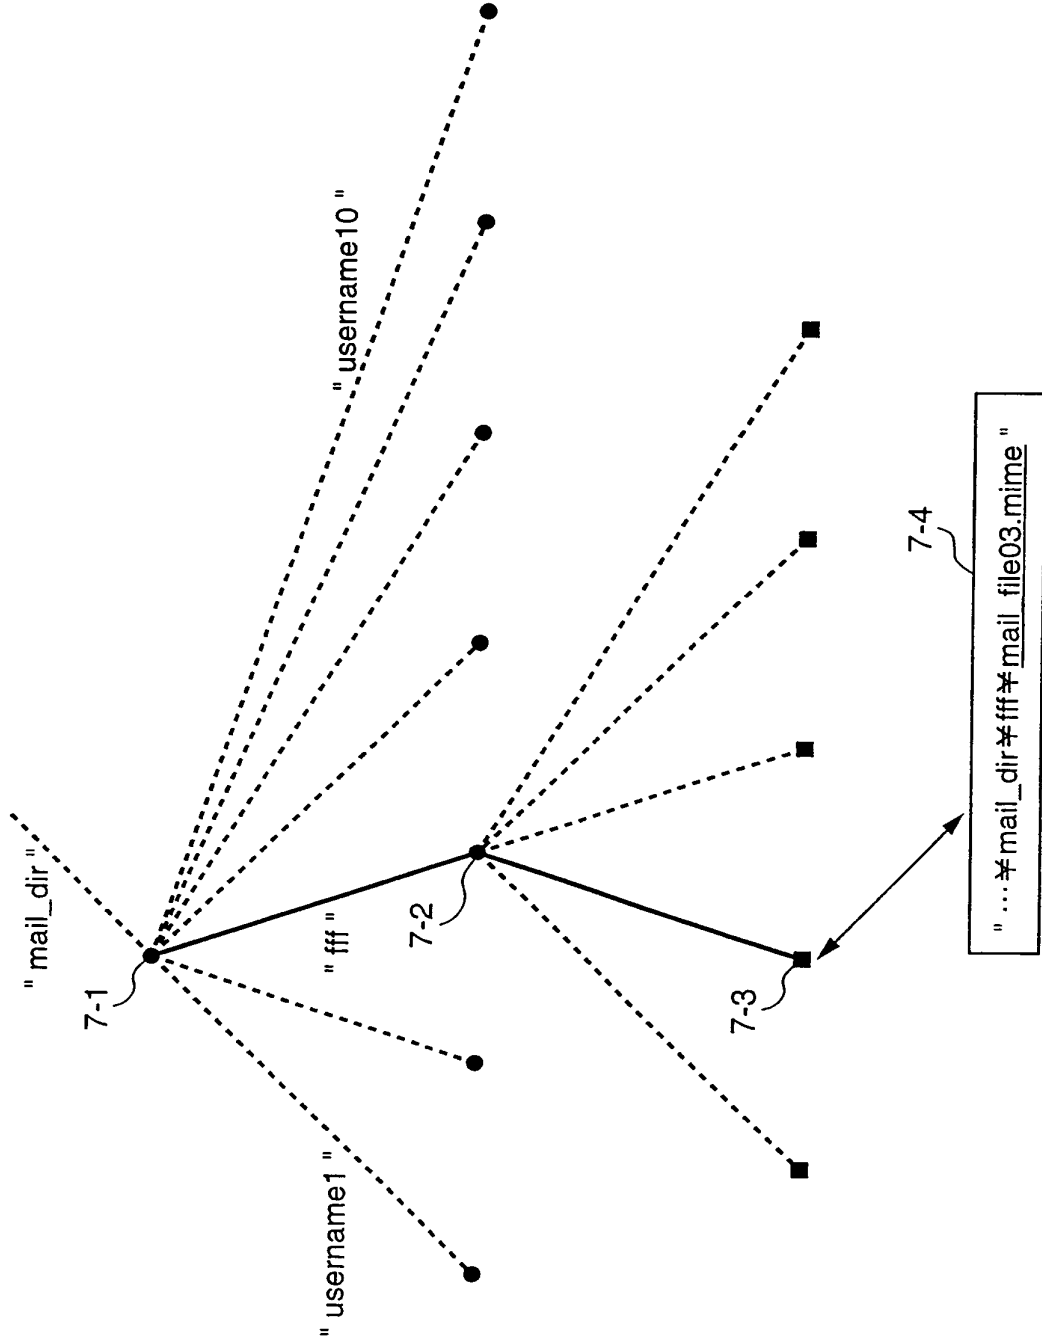 " mail_dir "
7-1
" username1 "
" fff "
" username10 "
7-2
7-3
7-4
" …¥mail_dir¥fff¥mail_file03.mime "